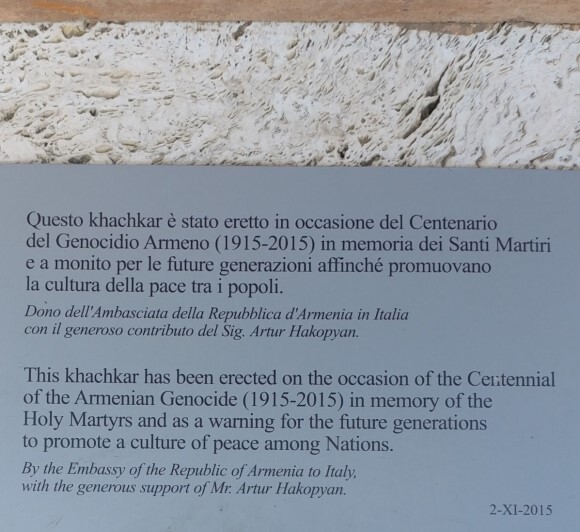 Questo khachkar è stato eretto in occasione del Centenario
del Genocidio Armeno (1915-2015) in memoria dei Santi Martiri
e a monito per le future generazioni affinché promuovano
la cultura della pace tra i popoli.
Dono dell'Ambasciata della Repubblica d'Armenia in Italia
con il generoso contributo del Sig. Artur Hakopyan.
This khachkar has been erected on the occasion of the Centennial
of the Armenian Genocide (1915-2015) in memory of the
Holy Martyrs and as a warning for the future generations
to promote a culture of peace among Nations.
By the Embassy of the Republic of Armenia to Italy,
with the generous support of Mr. Artur Hakopyan.
2-XI-2015